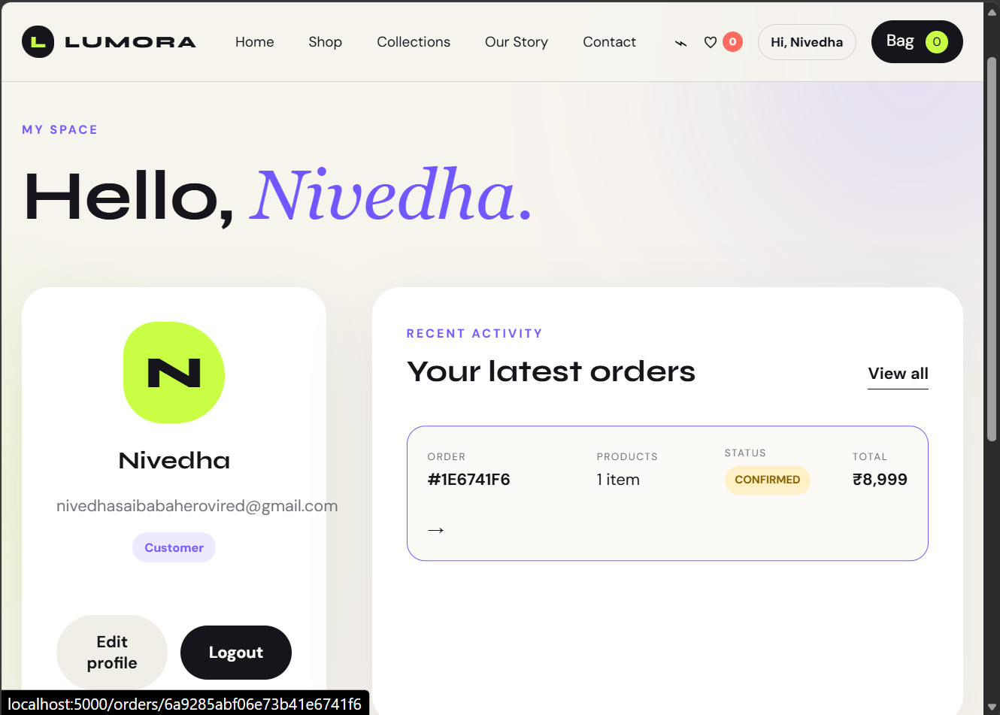 L LUMORA Home Shop Collections Our Story Contact 0 Hi, Nivedha Bag 0
MY SPACE
Hello, Nivedha.
N
Nivedha
nivedhasaibabaherovired@gmail.com
Customer
Edit
profile
Logout
RECENT ACTIVITY
Your latest orders
View all
ORDER
#1E6741F6
PRODUCTS
1 item
STATUS
CONFIRMED
TOTAL
₹8,999
→
localhost:5000/orders/6a9285abf06e73b41e6741f6